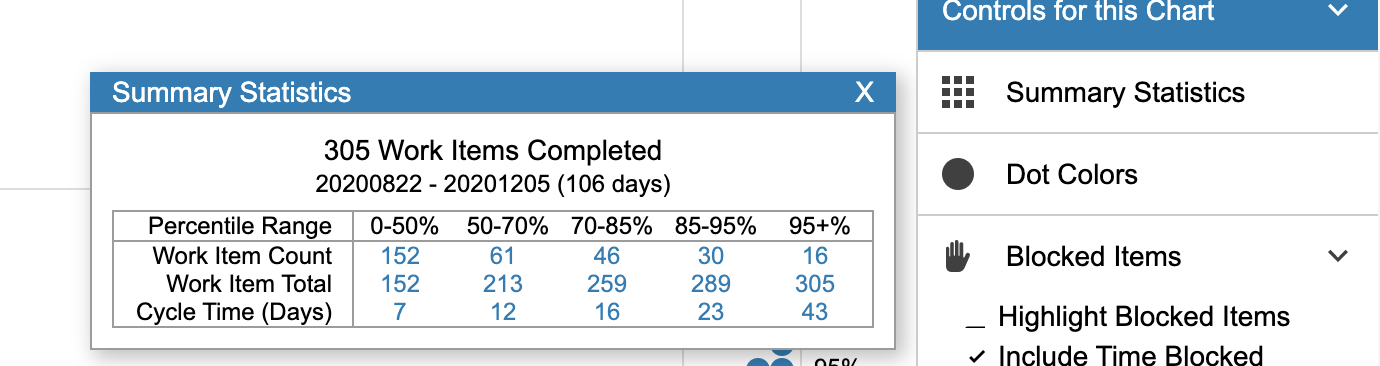 Controls for this Chart
Summary Statistics X
305 Work Items Completed
20200822 - 20201205 (106 days)
Percentile Range 0-50% 50-70% 70-85% 85-95% 95+%
Work Item Count 152 61 46 30 16
Work Item Total 152 213 259 289 305
Cycle Time (Days) 7 12 16 23 43
95%
Summary Statistics
Dot Colors
Blocked Items
Highlight Blocked Items
Include Time Blocked